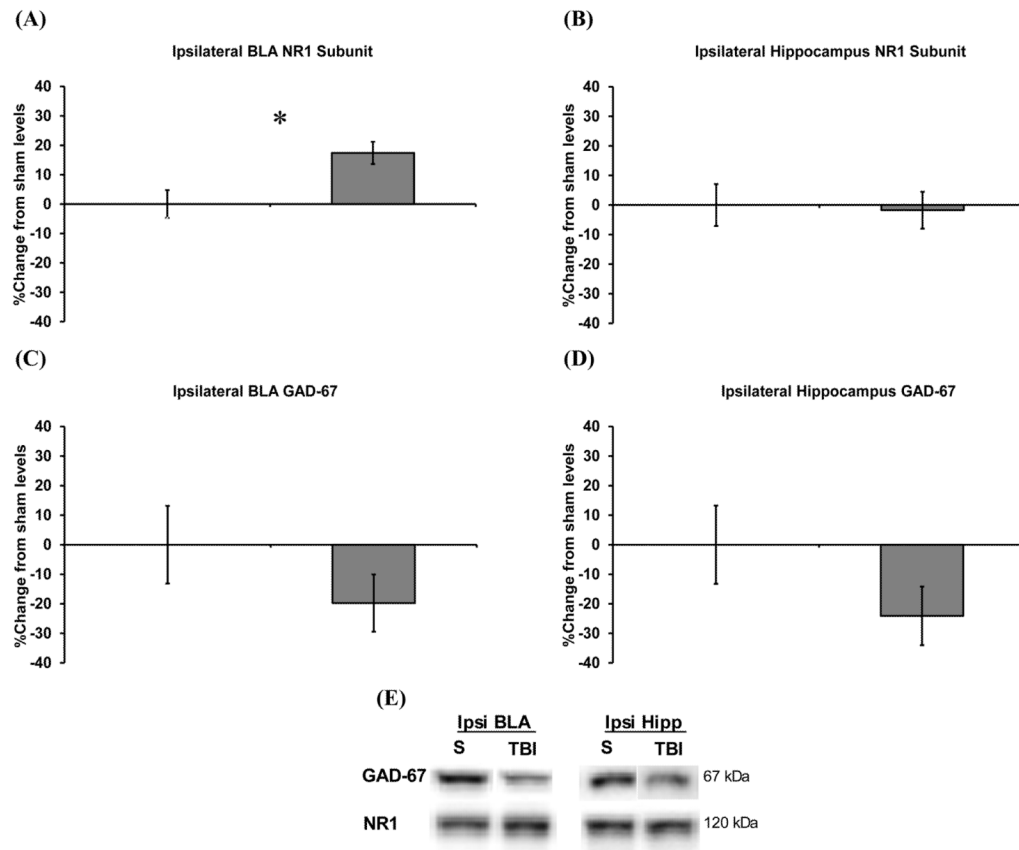 (A)
Ipsilateral BLA NR1 Subunit
%Change from sham levels
40
30
20
10
0
-10
-20
-30
-40
*
(B)
Ipsilateral Hippocampus NR1 Subunit
%Change from sham levels
40
30
20
10
0
-10
-20
-30
-40
(C)
Ipsilateral BLA GAD-67
%Change from sham levels
40
30
20
10
0
-10
-20
-30
-40
(D)
Ipsilateral Hippocampus GAD-67
%Change from sham levels
40
30
20
10
0
-10
-20
-30
-40
(E)
Ipsi BLA Ipsi Hipp
S TBI S TBI
GAD-67 67 kDa
NR1 120 kDa